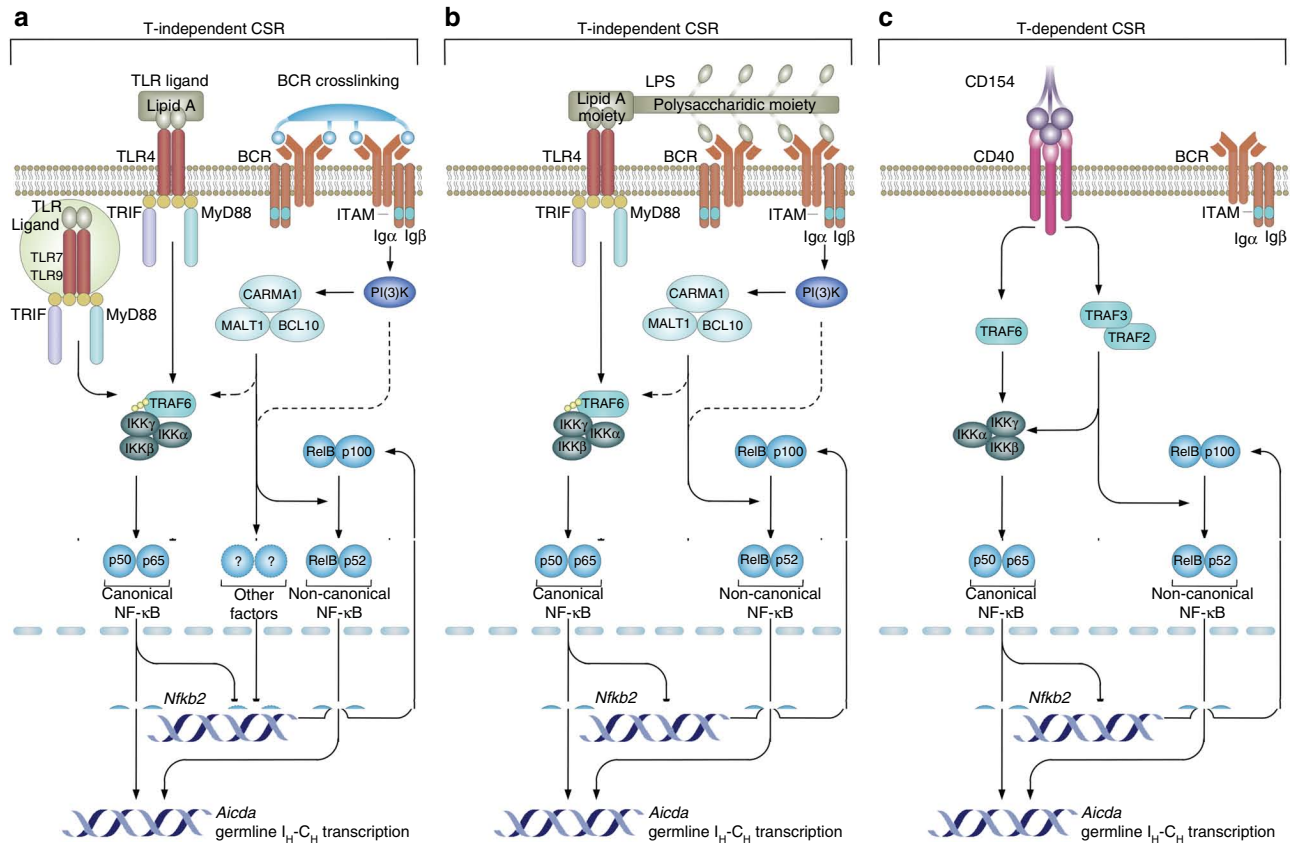 a
T-independent CSR
TLR ligand
Lipid A
BCR crosslinking
TLR4
BCR
TLR
Ligand
TRIF
MyD88
ITAM
Igα Igβ
TLR7
TLR9
TRIF
MyD88
CARMA1
PI(3)K
MALT1
BCL10
TRAF6
IKKγ
IKKα
IKKβ
RelB p100
p50 p65
? ?
RelB p52
Canonical
NF-κB
Other
factors
Non-canonical
NF-κB
Nfkb2
Aicda
germline I_H-C_H transcription
b
T-independent CSR
LPS
Lipid A
moiety
Polysaccharidic moiety
TLR4
BCR
TRIF
MyD88
ITAM
Igα Igβ
CARMA1
PI(3)K
MALT1
BCL10
TRAF6
IKKγ
IKKα
IKKβ
RelB p100
p50 p65
RelB p52
Canonical
NF-κB
Non-canonical
NF-κB
Nfkb2
Aicda
germline I_H-C_H transcription
c
T-dependent CSR
CD154
CD40
BCR
ITAM
Igα Igβ
TRAF6
TRAF3
TRAF2
IKKγ
IKKα
IKKβ
RelB p100
p50 p65
RelB p52
Canonical
NF-κB
Non-canonical
NF-κB
Nfkb2
Aicda
germline I_H-C_H transcription